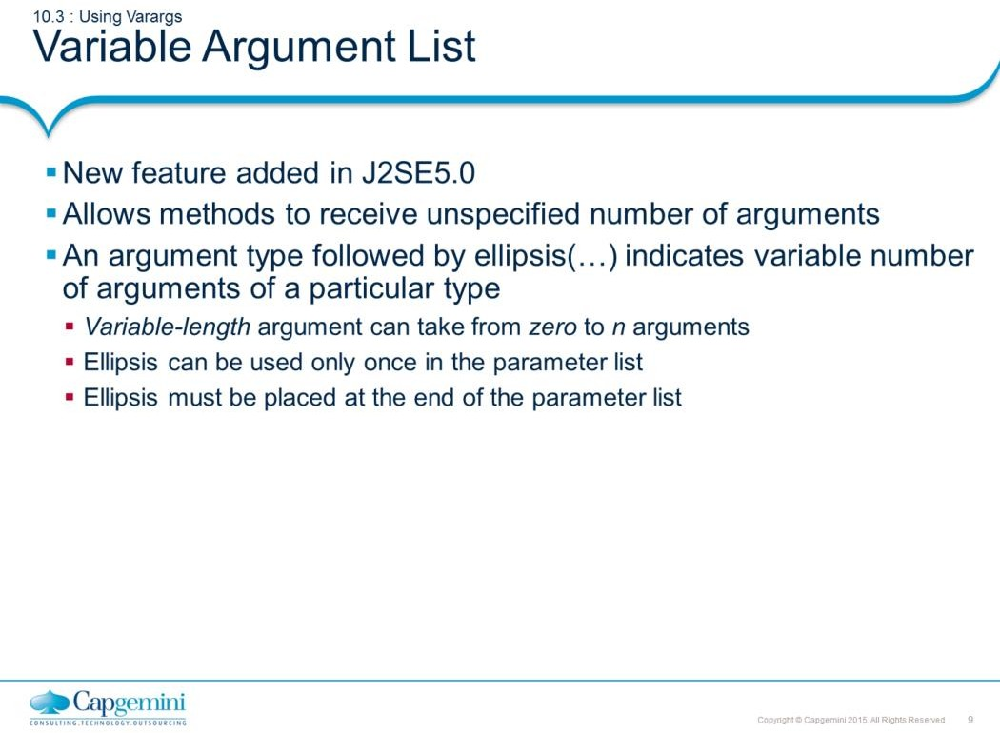 10.3 : Using Varargs
Variable Argument List
▪ New feature added in J2SE5.0
▪ Allows methods to receive unspecified number of arguments
▪ An argument type followed by ellipsis(…) indicates variable number
of arguments of a particular type
▪ Variable-length argument can take from zero to n arguments
▪ Ellipsis can be used only once in the parameter list
▪ Ellipsis must be placed at the end of the parameter list
Capgemini
CONSULTING.TECHNOLOGY.OUTSOURCING
Copyright © Capgemini 2015. All Rights Reserved 9